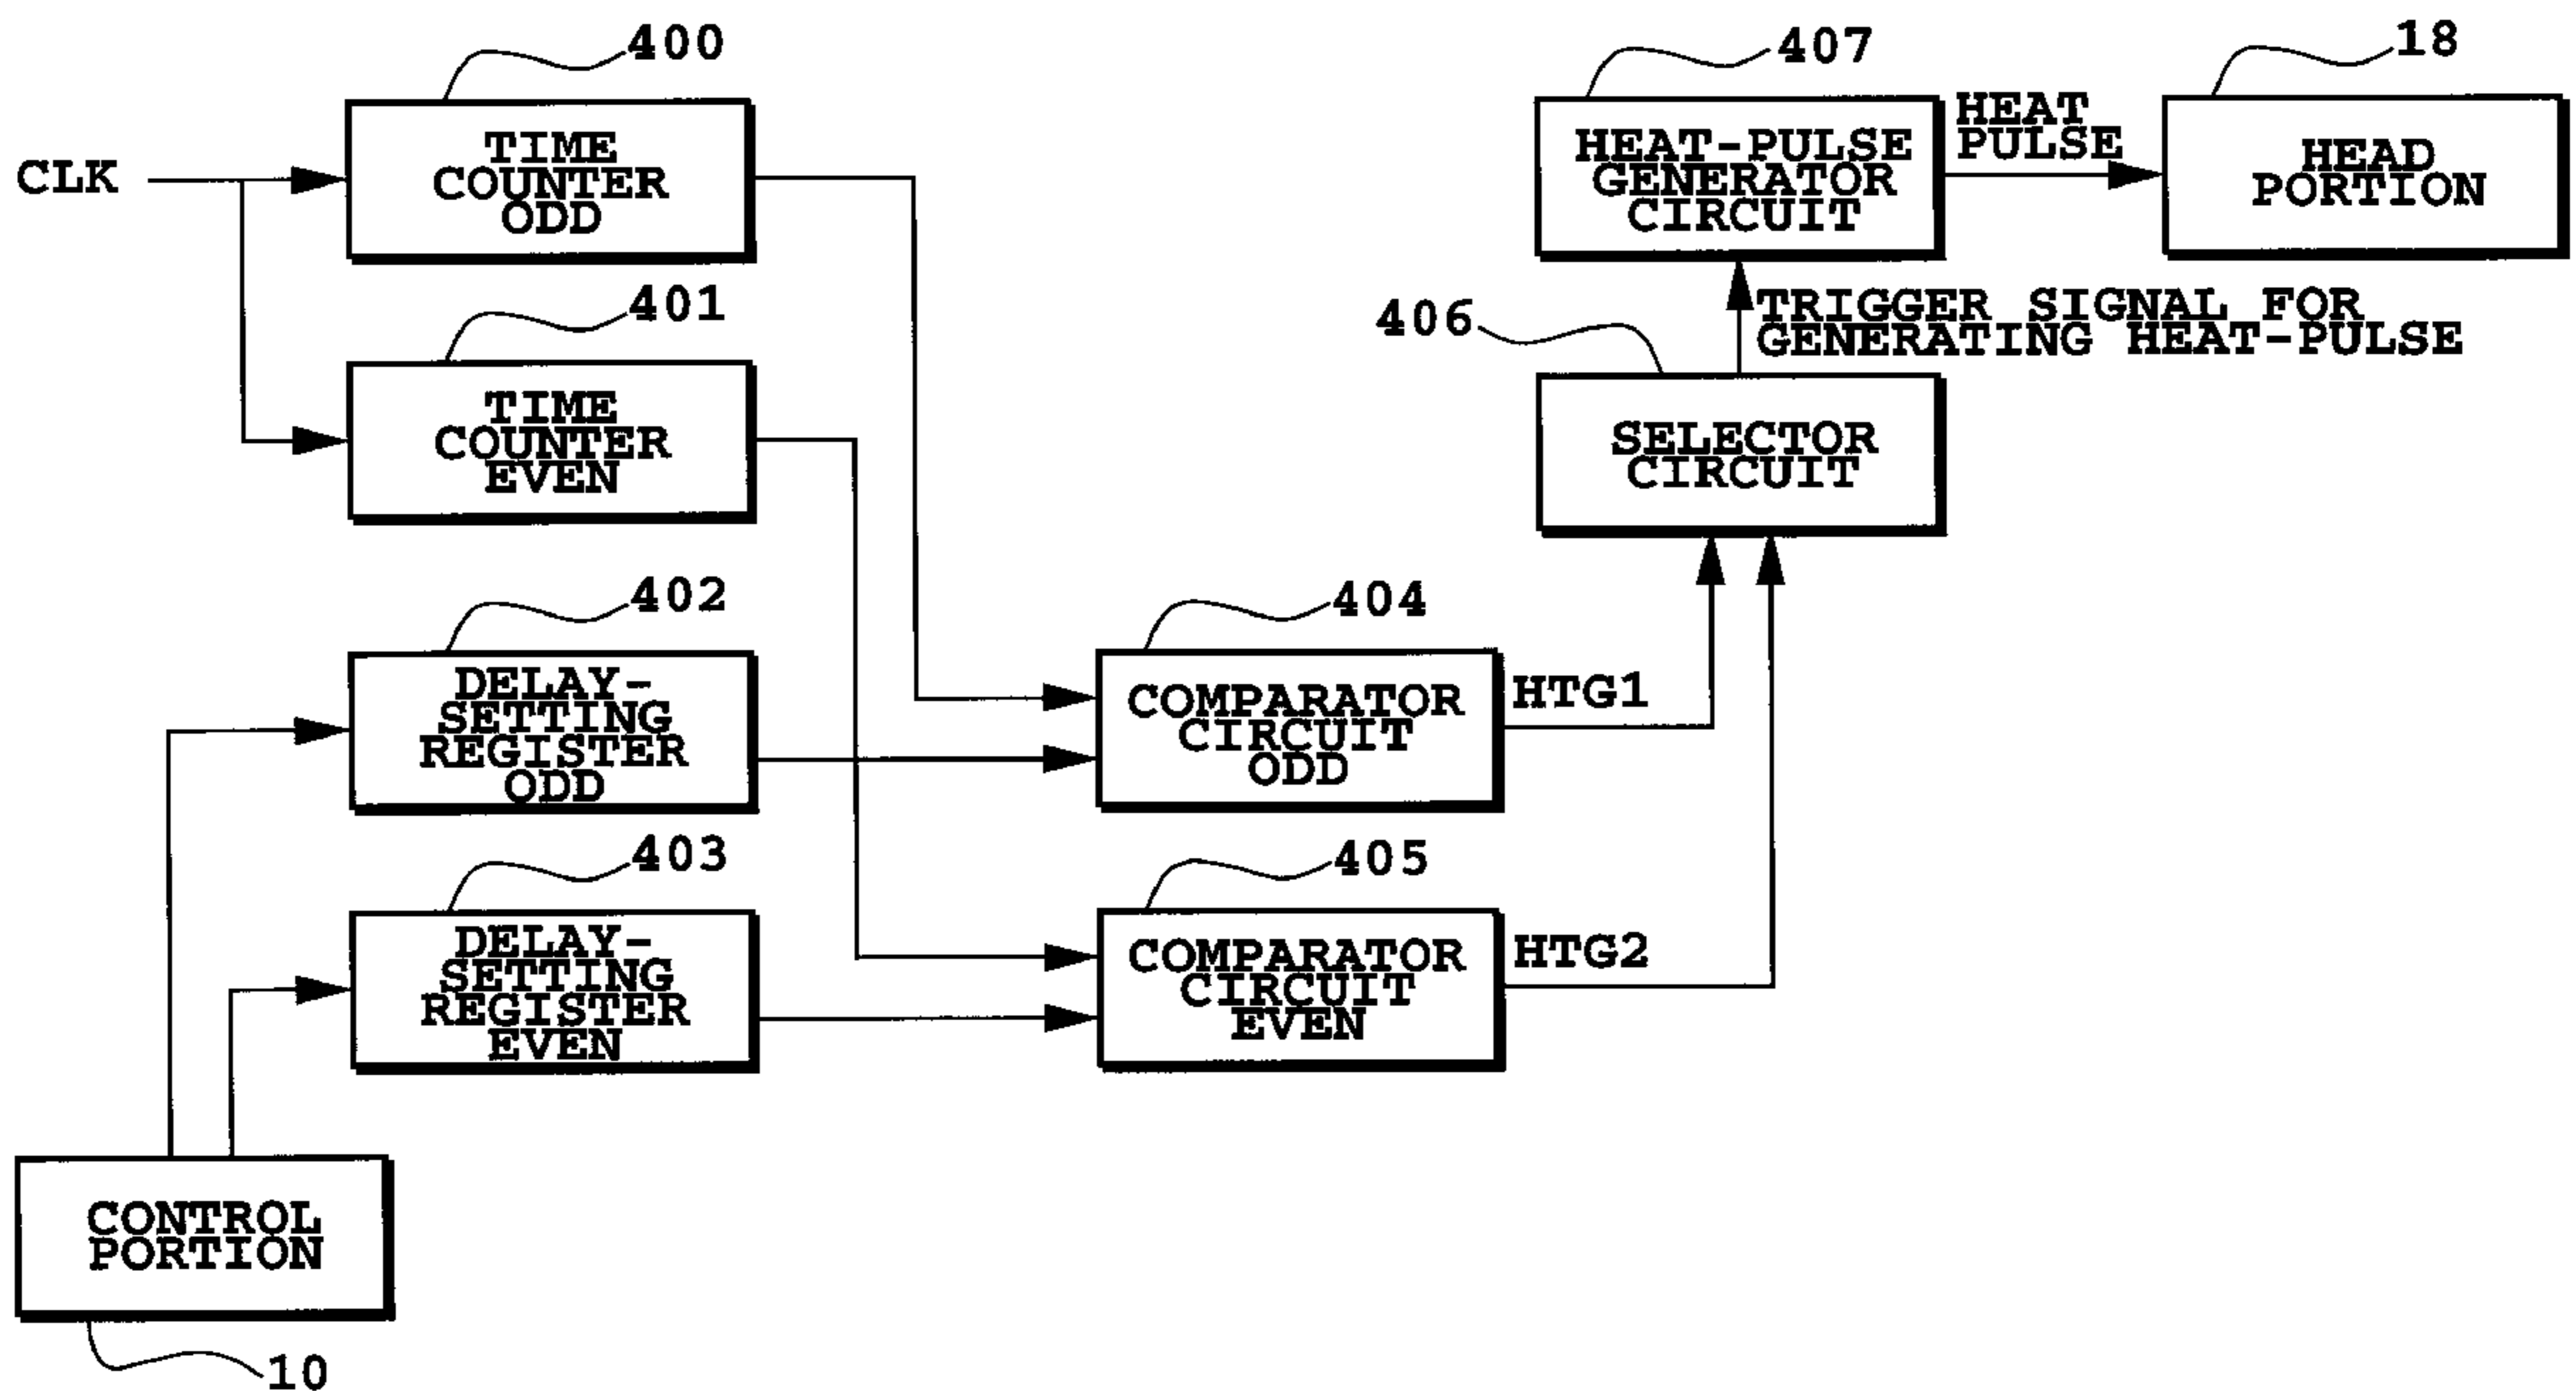 400
CLK
TIME
COUNTER
ODD
401
TIME
COUNTER
EVEN
402
DELAY-
SETTING
REGISTER
ODD
403
DELAY-
SETTING
REGISTER
EVEN
CONTROL
PORTION
10
404
COMPARATOR
CIRCUIT
ODD
HTG1
405
COMPARATOR
CIRCUIT
EVEN
HTG2
406
SELECTOR
CIRCUIT
TRIGGER SIGNAL FOR
GENERATING HEAT-PULSE
407
HEAT-PULSE
GENERATOR
CIRCUIT
HEAT
PULSE
18
HEAD
PORTION